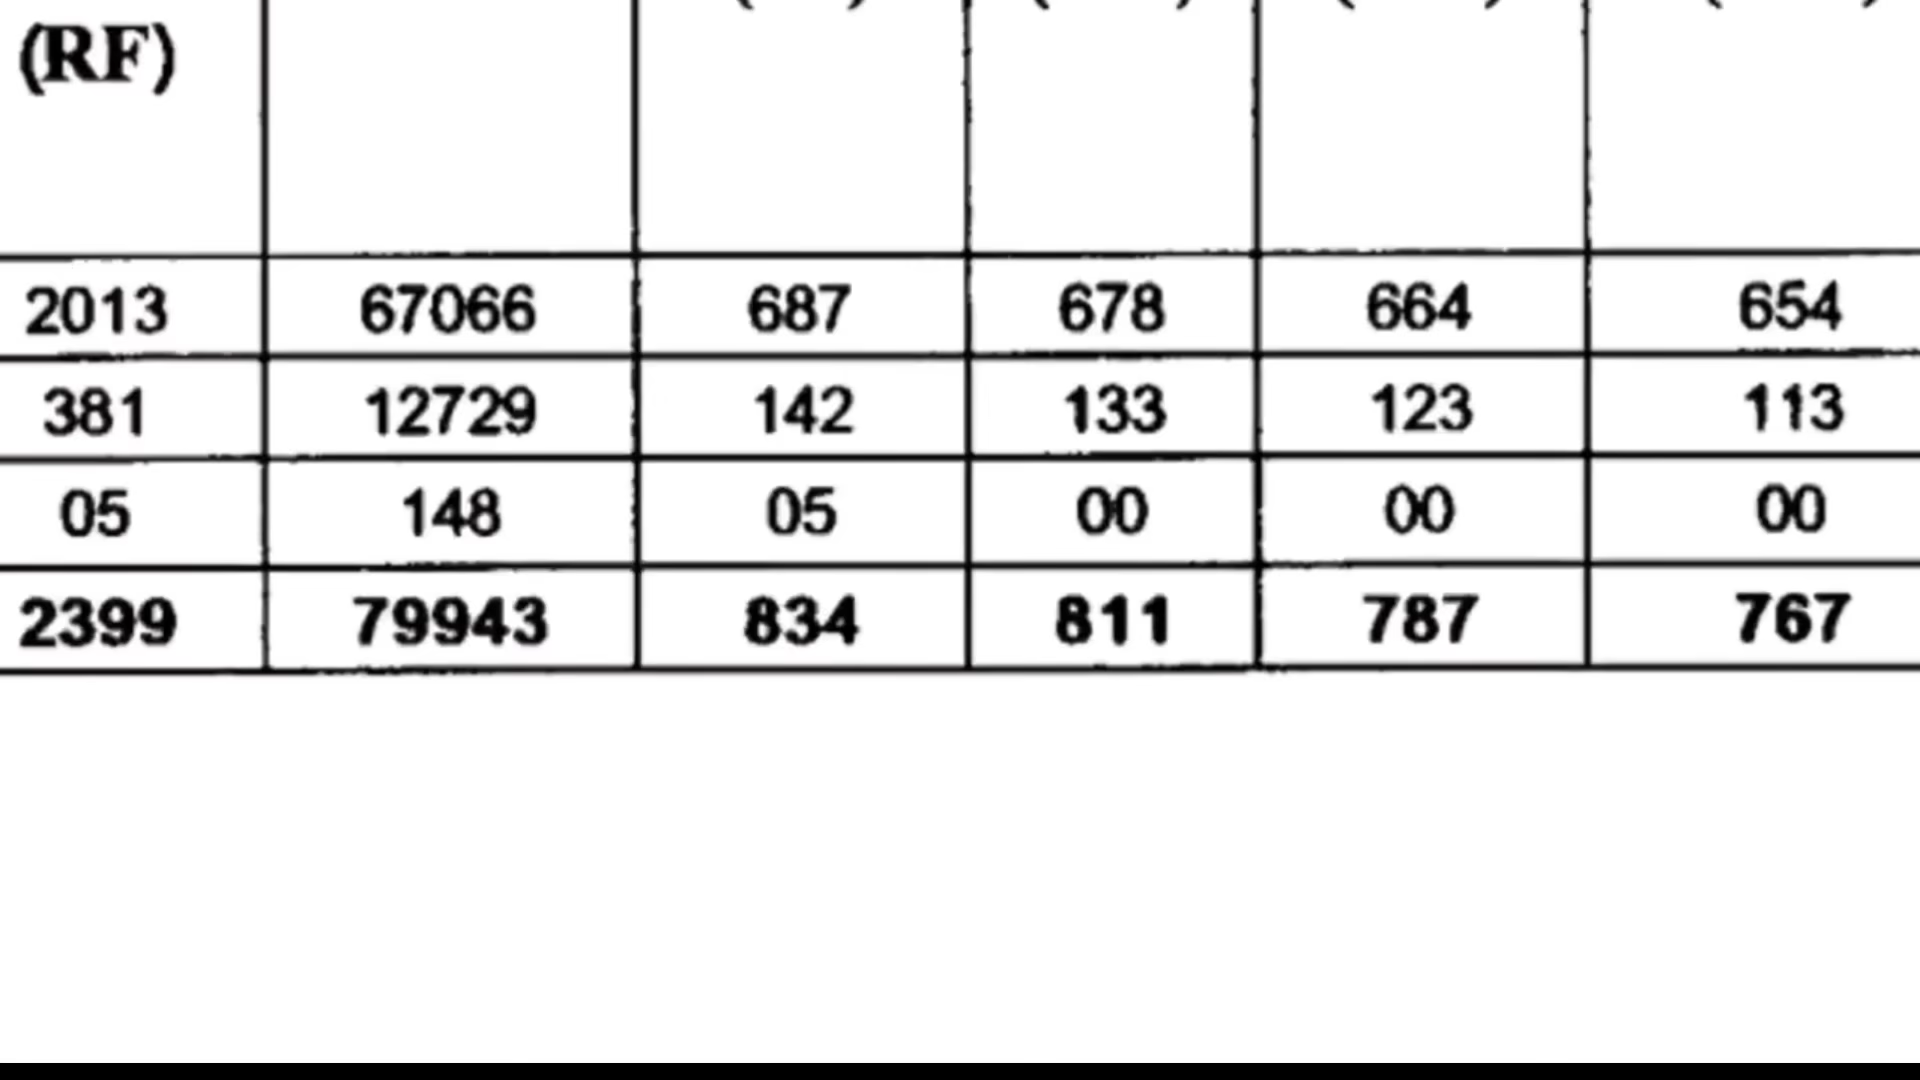 (RF)
2013 67066 687 678 664 654
381 12729 142 133 123 113
05 148 05 00 00 00
2399 79943 834 811 787 767